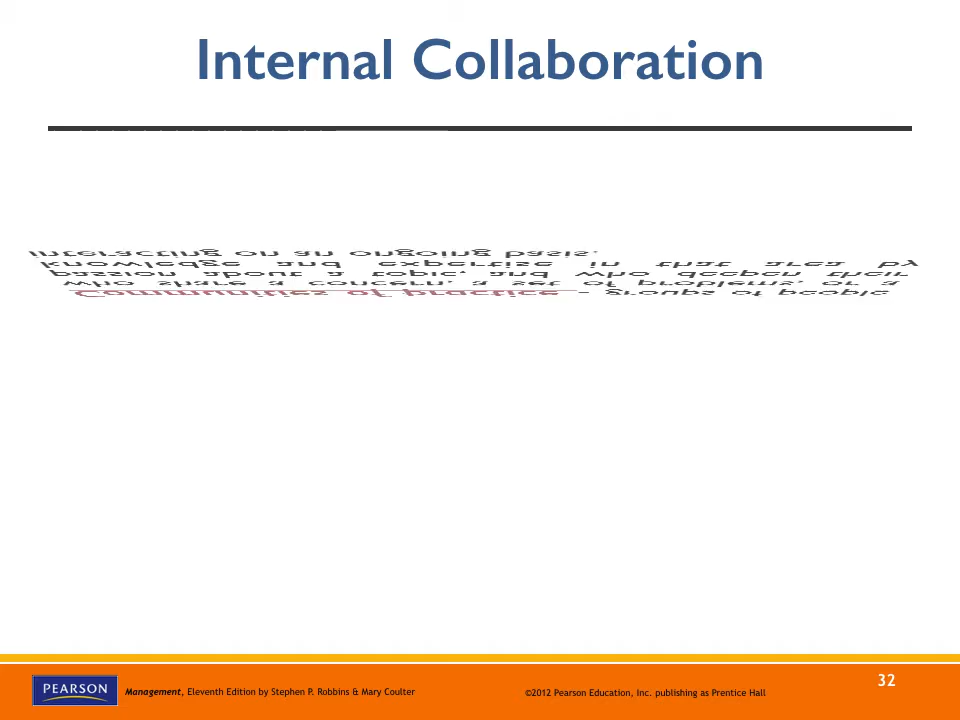 Internal Collaboration
Communities of practice - groups of people
who share a concern, a set of problems, or a
passion about a topic, and who deepen their
knowledge and expertise in that area by
interacting on an ongoing basis.
32
PEARSON
Management, Eleventh Edition by Stephen P. Robbins & Mary Coulter
©2012 Pearson Education, Inc. publishing as Prentice Hall